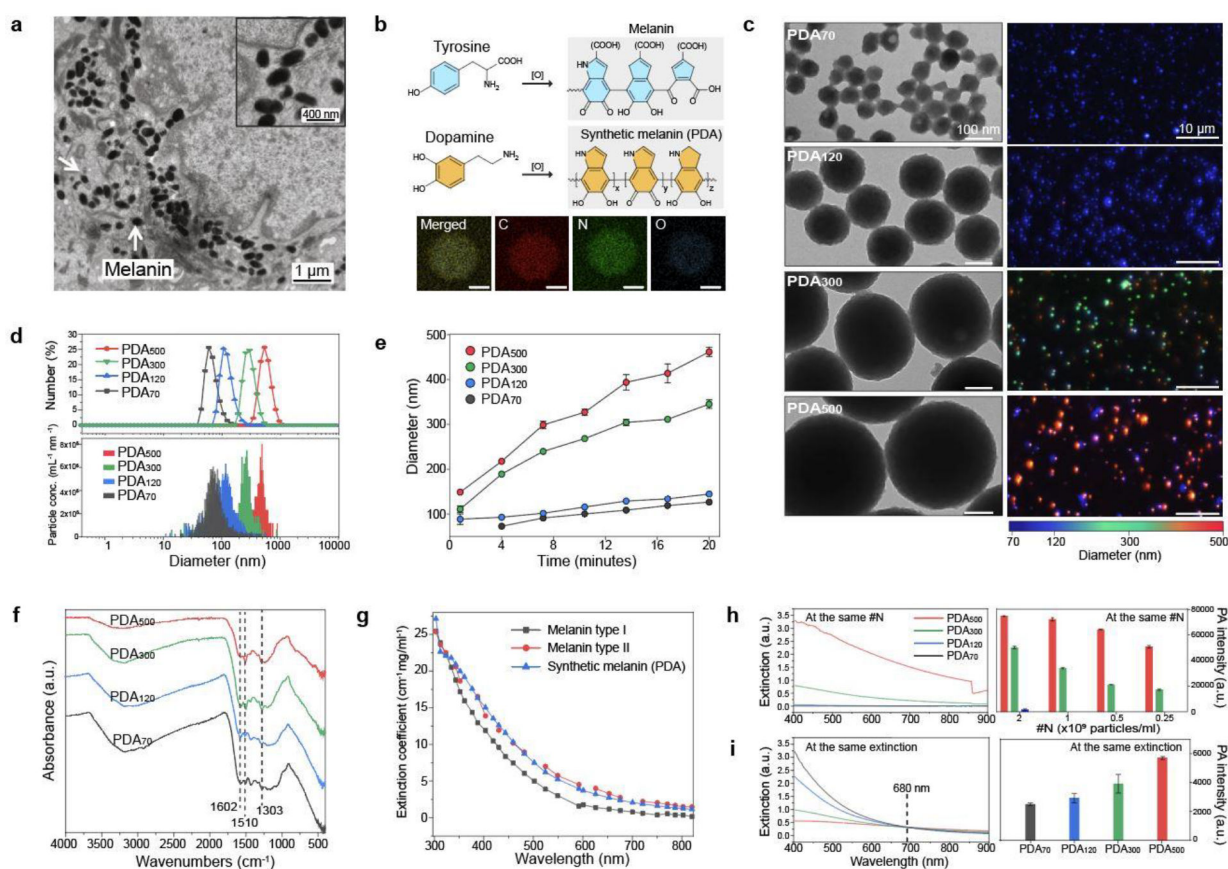 a
400 nm
Melanin
1 µm
b
Tyrosine
HO
COOH
NH2
[O]
Melanin
(COOH) (COOH) (COOH)
HN
OH
O O HO OH O O
Dopamine
HO
HO
NH2
[O]
Synthetic melanin (PDA)
HN HN HN
x y z
HO OH O O HO OH
Merged C N O
c
PDA70
100 nm
10 µm
PDA120
PDA300
PDA500
70 120 300 500
Diameter (nm)
d
Number (%)
30
25
20
15
10
5
0
PDA500
PDA300
PDA120
PDA70
Particle conc. (mL-1 nm-1)
PDA500
PDA300
PDA120
PDA70
1 10 100 1000 10000
Diameter (nm)
e
Diameter (nm)
500
400
300
200
100
PDA500
PDA300
PDA120
PDA70
0 4 8 12 16 20
Time (minutes)
f
Absorbance (a.u.)
PDA500
PDA300
PDA120
PDA70
1602
1510
1303
4000 3500 3000 2500 2000 1500 1000 500
Wavenumbers (cm-1)
g
Extinction coefficient (cm-1 mg/ml-1)
30
25
20
15
10
5
0
Melanin type I
Melanin type II
Synthetic melanin (PDA)
300 400 500 600 700 800
Wavelength (nm)
h
Extinction (a.u.)
3.5
3.0
2.5
2.0
1.5
1.0
0.5
0.0
At the same #N
PDA500
PDA300
PDA120
PDA70
400 500 600 700 800 900
At the same #N
80000
60000
40000
20000
0
PA intensity (a.u.)
2 1 0.5 0.25
#N (x10⁹ particles/ml)
i
Extinction (a.u.)
3.5
3.0
2.5
2.0
1.5
1.0
0.5
0.0
At the same extinction
680 nm
400 500 600 700 800 900
Wavelength (nm)
At the same extinction
6000
4000
2000
0
PA intensity (a.u.)
PDA70 PDA120 PDA300 PDA500